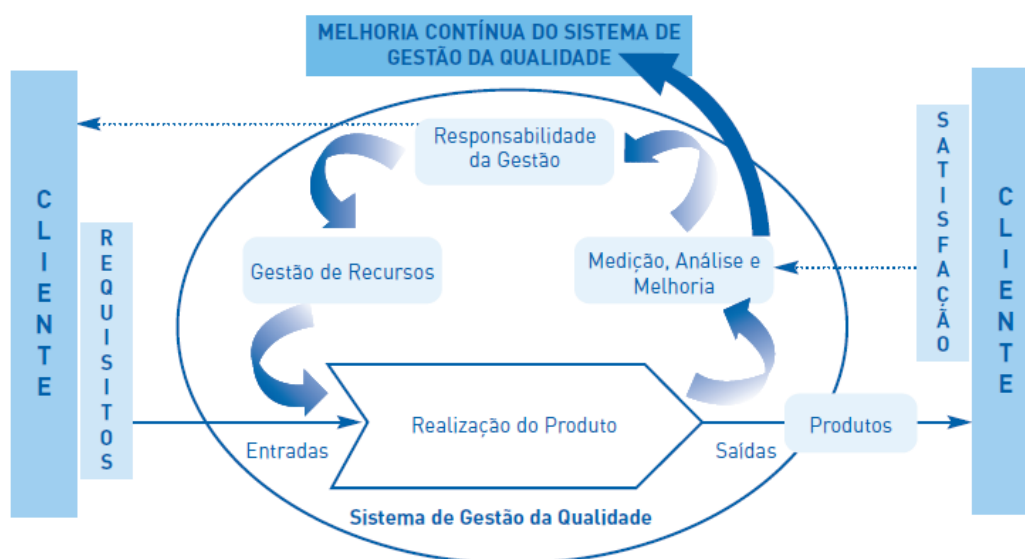 MELHORIA CONTÍNUA DO SISTEMA DE
GESTÃO DA QUALIDADE
CLIENTE
REQUISITOS
Responsabilidade
da Gestão
Gestão de Recursos
Medição, Análise e
Melhoria
SATISFAÇÃO
CLIENTE
Entradas
Realização do Produto
Saídas
Produtos
Sistema de Gestão da Qualidade